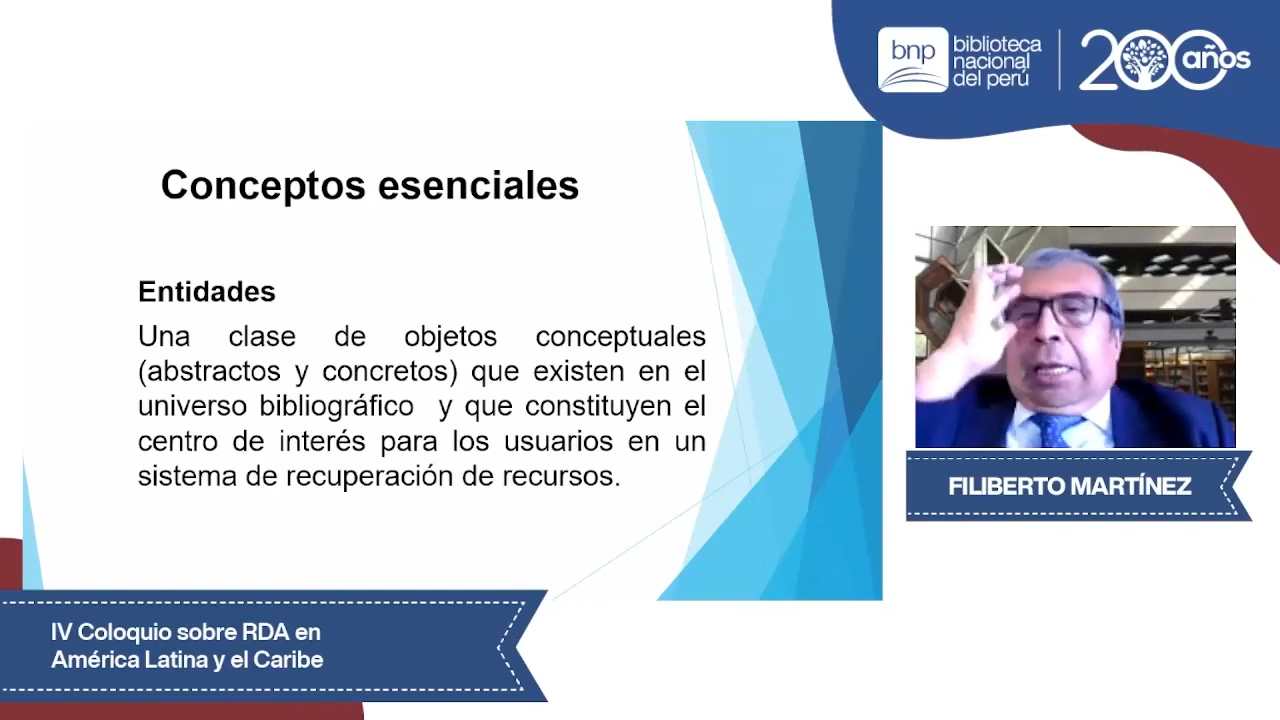 bnp
biblioteca
nacional
del perú
200 años
Conceptos esenciales
Entidades
Una clase de objetos conceptuales
(abstractos y concretos) que existen en el
universo bibliográfico y que constituyen el
centro de interés para los usuarios en un
sistema de recuperación de recursos.
FILIBERTO MARTÍNEZ
IV Coloquio sobre RDA en
América Latina y el Caribe